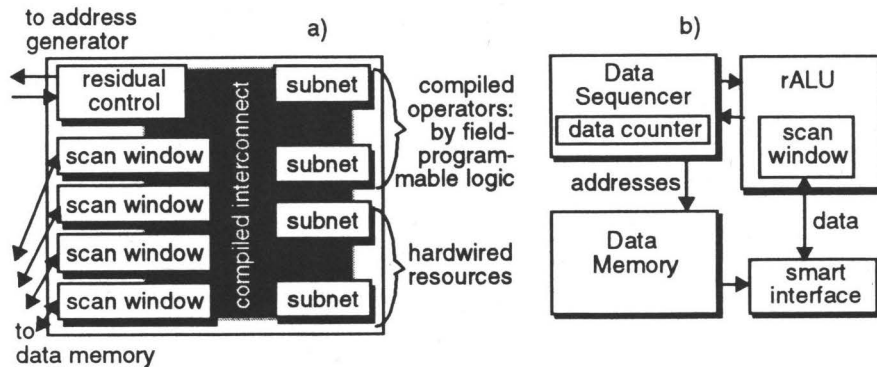 to address
generator
a)
residual
control
subnet
compiled
operators:
by field-
program-
mable logic
scan window
subnet
scan window
subnet
scan window
hardwired
resources
scan window
subnet
compiled interconnect
to
data memory
b)
Data
Sequencer
data counter
rALU
scan
window
addresses
data
Data
Memory
smart
interface